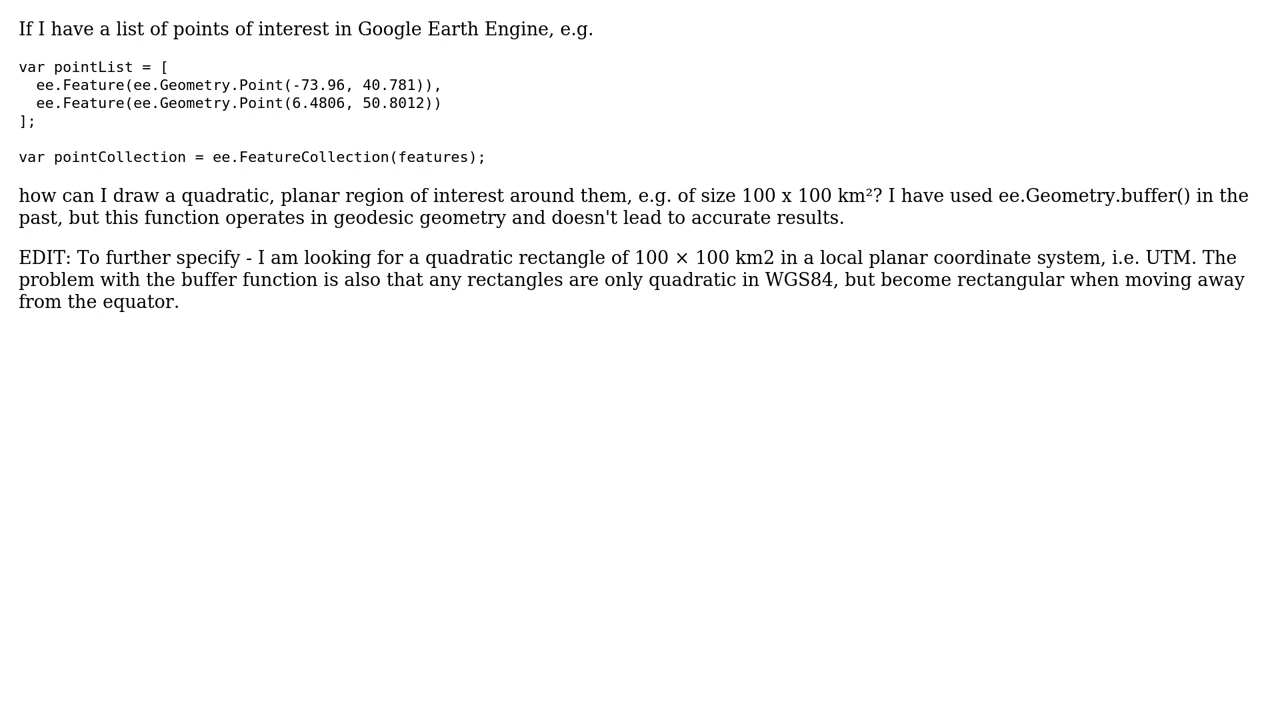 If I have a list of points of interest in Google Earth Engine, e.g.
var pointList = [
  ee.Feature(ee.Geometry.Point(-73.96, 40.781)),
  ee.Feature(ee.Geometry.Point(6.4806, 50.8012))
];
var pointCollection = ee.FeatureCollection(features);
how can I draw a quadratic, planar region of interest around them, e.g. of size 100 x 100 km²? I have used ee.Geometry.buffer() in the
past, but this function operates in geodesic geometry and doesn't lead to accurate results.
EDIT: To further specify - I am looking for a quadratic rectangle of 100 × 100 km2 in a local planar coordinate system, i.e. UTM. The
problem with the buffer function is also that any rectangles are only quadratic in WGS84, but become rectangular when moving away
from the equator.